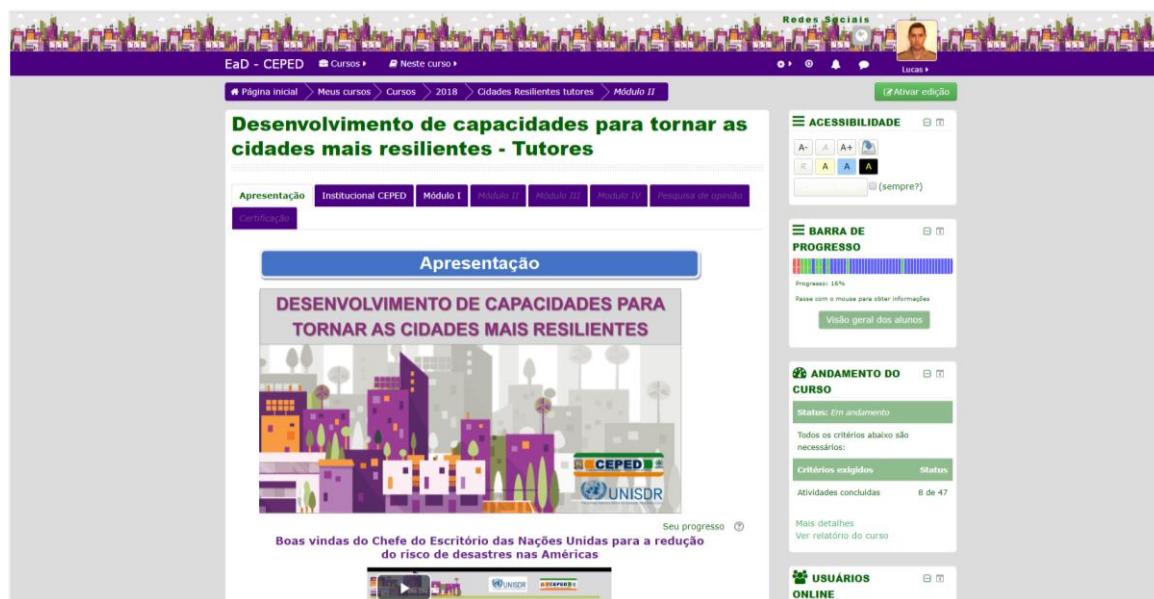 Redes Sociais
EaD - CEPED Cursos Neste curso
Lucas
Página inicial Meus cursos Cursos 2018 Cidades Resilientes tutores Módulo II
Ativar edição
Desenvolvimento de capacidades para tornar as
cidades mais resilientes - Tutores
Apresentação Institucional CEPED Módulo I Módulo II Módulo III Modulo IV Pesquisa de opinião
Certificação
Apresentação
DESENVOLVIMENTO DE CAPACIDADES PARA
TORNAR AS CIDADES MAIS RESILIENTES
CEPED
UNISDR
Seu progresso
Boas vindas do Chefe do Escritório das Nações Unidas para a redução
do risco de desastres nas Américas
UNISDR CEPED
ACESSIBILIDADE
A- A A+
R A A A
(sempre?)
BARRA DE
PROGRESSO
Progresso: 16%
Passe com o mouse para obter informações
Visão geral dos alunos
ANDAMENTO DO
CURSO
Status: Em andamento
Todos os critérios abaixo são
necessários:
Critérios exigidos Status
Atividades concluídas 8 de 47
Mais detalhes
Ver relatório do curso
USUÁRIOS
ONLINE